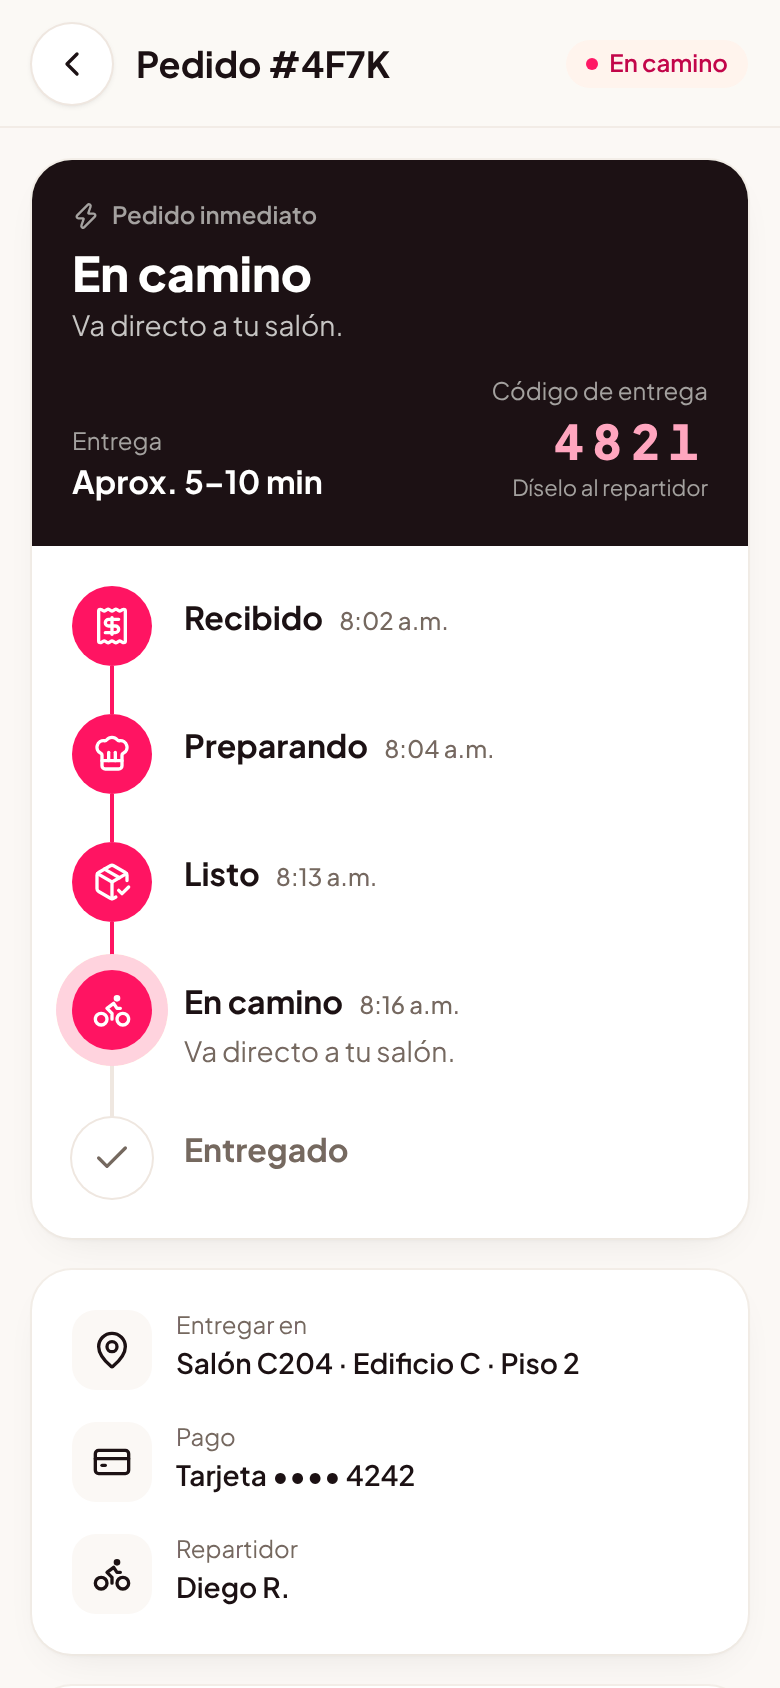 Pedido #4F7K
En camino
Pedido inmediato
En camino
Va directo a tu salón.
Entrega
Aprox. 5–10 min
Código de entrega
4821
Díselo al repartidor
Recibido 8:02 a.m.
Preparando 8:04 a.m.
Listo 8:13 a.m.
En camino 8:16 a.m.
Va directo a tu salón.
Entregado
Entregar en
Salón C204 · Edificio C · Piso 2
Pago
Tarjeta •••• 4242
Repartidor
Diego R.